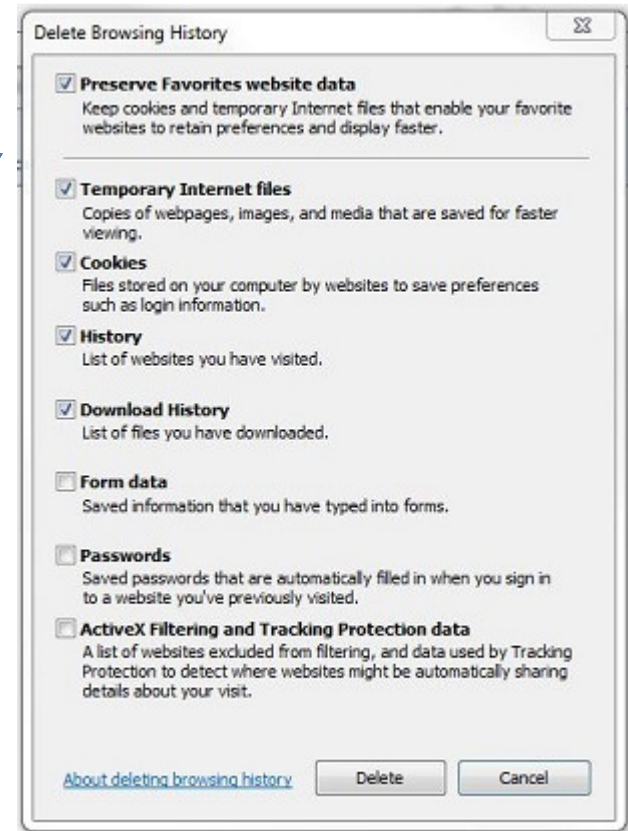 Delete Browsing History
Preserve Favorites website data
Keep cookies and temporary Internet files that enable your favorite
websites to retain preferences and display faster.
Temporary Internet files
Copies of webpages, images, and media that are saved for faster
viewing.
Cookies
Files stored on your computer by websites to save preferences
such as login information.
History
List of websites you have visited.
Download History
List of files you have downloaded.
Form data
Saved information that you have typed into forms.
Passwords
Saved passwords that are automatically filled in when you sign in
to a website you've previously visited.
ActiveX Filtering and Tracking Protection data
A list of websites excluded from filtering, and data used by Tracking
Protection to detect where websites might be automatically sharing
details about your visit.
About deleting browsing history
Delete
Cancel